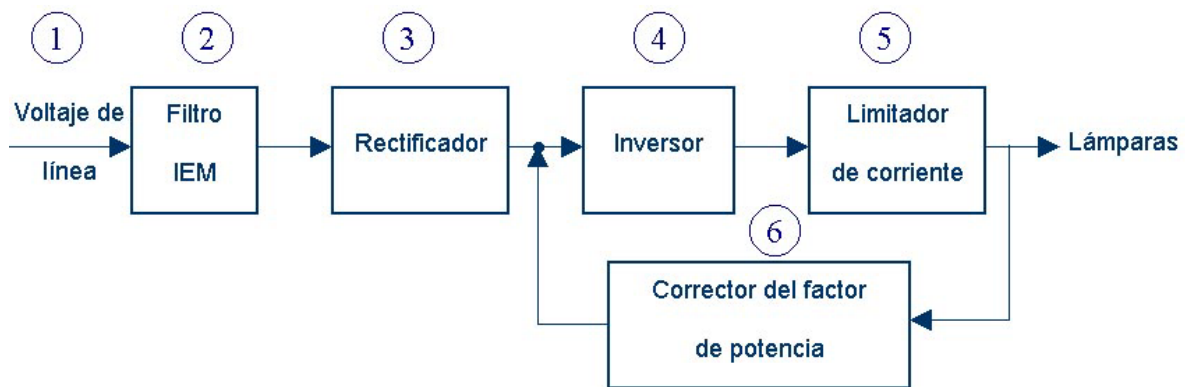 1
2
3
4
5
Voltaje de
línea
Filtro
IEM
Rectificador
Inversor
Limitador
de corriente
Lámparas
6
Corrector del factor
de potencia